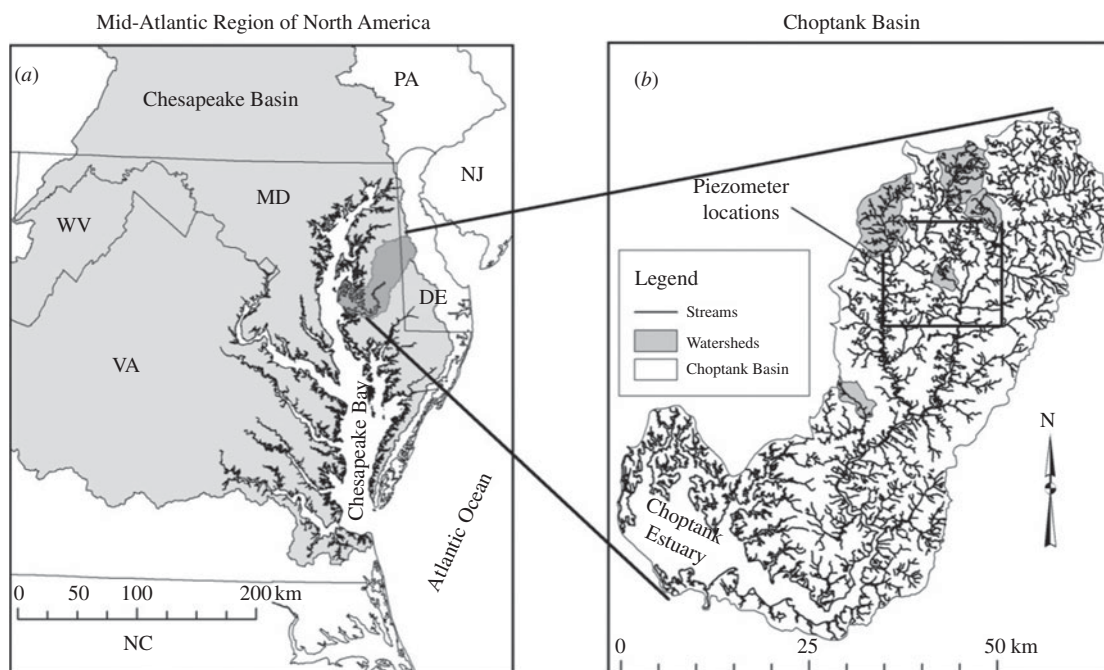 Mid-Atlantic Region of North America
(a)
PA
Chesapeake Basin
NJ
MD
WV
DE
VA
Chesapeake Bay
Atlantic Ocean
0 50 100 200 km
NC
Choptank Basin
(b)
Piezometer
locations
Legend
Streams
Watersheds
Choptank Basin
N
Choptank
Estuary
0 25 50 km